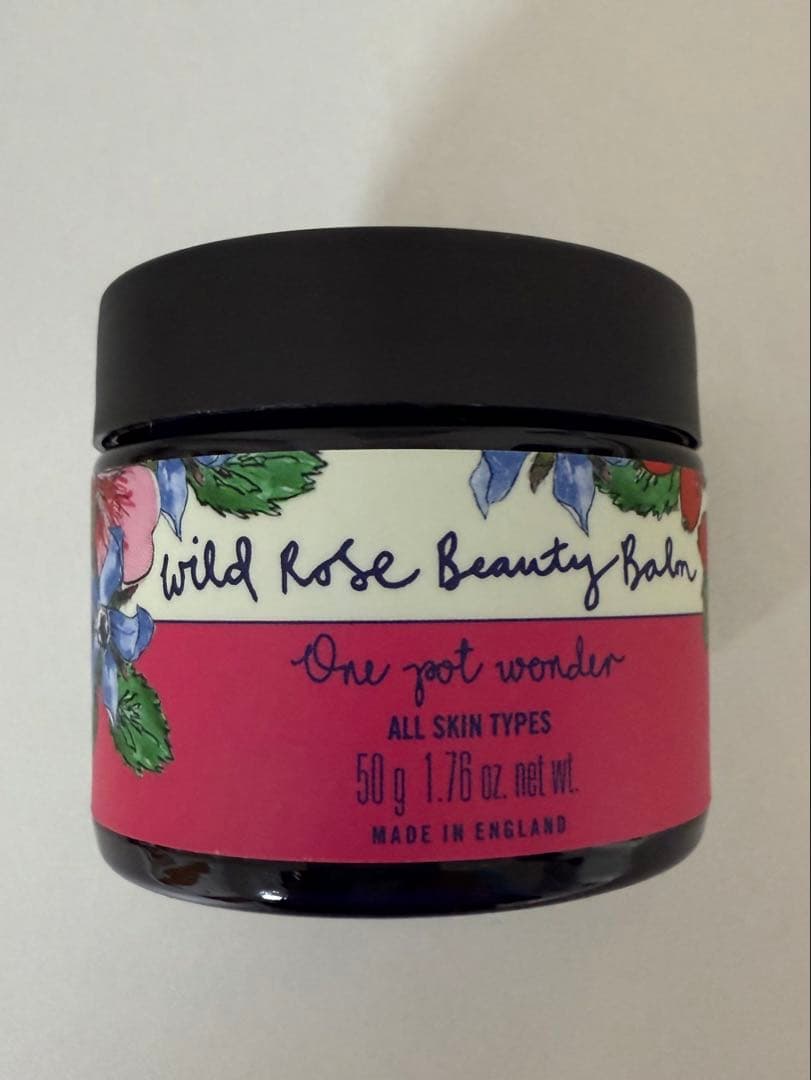 Wild Rose Beauty Balm
One pot wonder
ALL SKIN TYPES
50 g 1.76 oz. net wt.
MADE IN ENGLAND